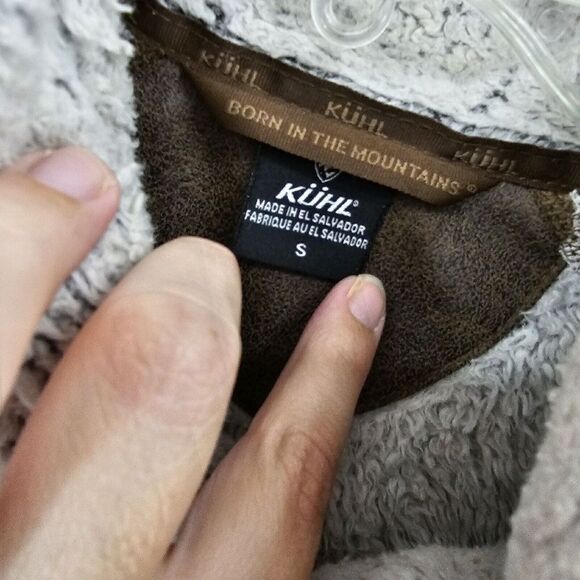 KÜHL
KÜHL
KÜHL
BORN IN THE MOUNTAINS®
KÜHL®
MADE IN EL SALVADOR
FABRIQUE AU EL SALVADOR
S